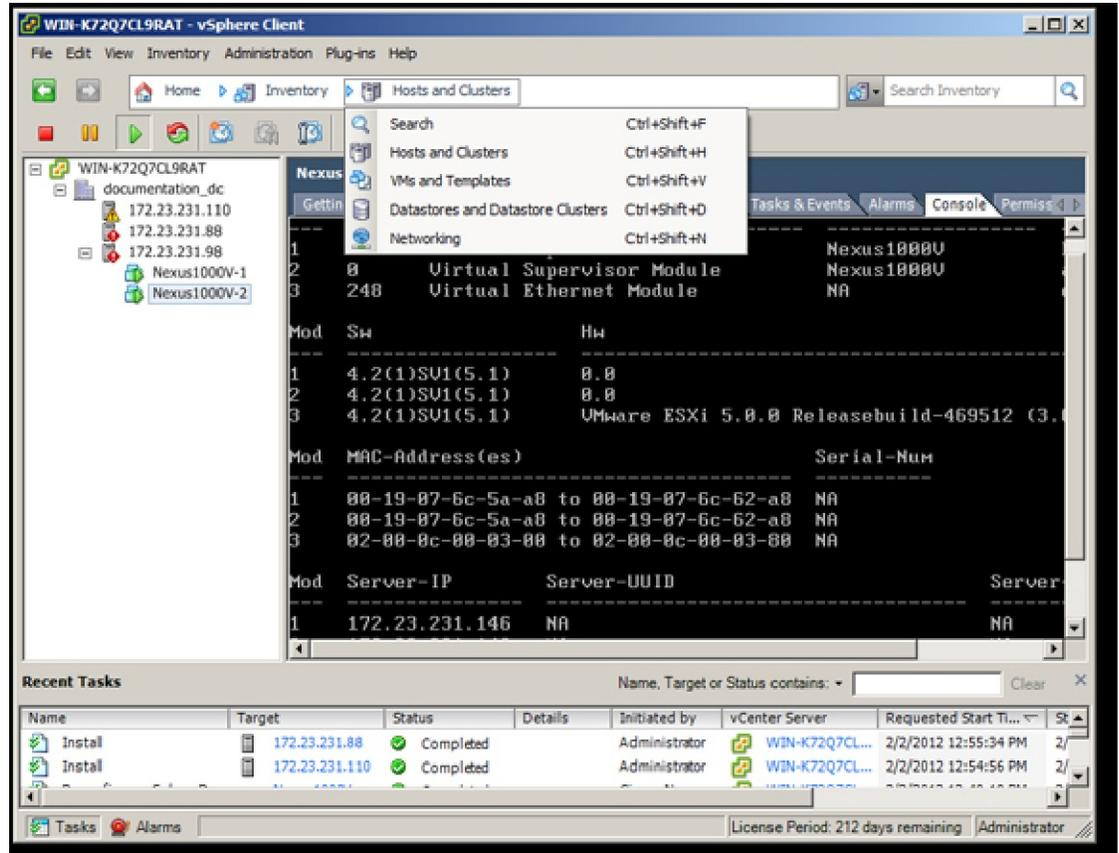 WIN-K72Q7CL9RAT - vSphere Client
File Edit View Inventory Administration Plug-ins Help
Home Inventory Hosts and Clusters Search Inventory
Search Ctrl+Shift+F
Hosts and Clusters Ctrl+Shift+H
VMs and Templates Ctrl+Shift+V
Datastores and Datastore Clusters Ctrl+Shift+D
Networking Ctrl+Shift+N
WIN-K72Q7CL9RAT
documentation_dc
172.23.231.110
172.23.231.88
172.23.231.98
Nexus1000V-1
Nexus1000V-2
Nexus
Gettin Tasks & Events Alarms Console Permiss
1 Nexus1000V
2 0 Virtual Supervisor Module Nexus1000V
3 248 Virtual Ethernet Module NA
Mod Sw Hw
--- ------------------ ------------------------------------------------
1 4.2(1)SV1(5.1) 0.0
2 4.2(1)SV1(5.1) 0.0
3 4.2(1)SV1(5.1) VMware ESXi 5.0.0 Releasebuild-469512 (3.
Mod MAC-Address(es) Serial-Num
--- -------------------------------------- ----------
1 00-19-07-6c-5a-a8 to 00-19-07-6c-62-a8 NA
2 00-19-07-6c-5a-a8 to 00-19-07-6c-62-a8 NA
3 02-00-0c-00-03-00 to 02-00-0c-00-03-80 NA
Mod Server-IP Server-UUID Server-
--- --------------- ------------------------------------ -------
1 172.23.231.146 NA NA
Recent Tasks Name, Target or Status contains: Clear
Name Target Status Details Initiated by vCenter Server Requested Start Ti... St
Install 172.23.231.88 Completed Administrator WIN-K72Q7CL... 2/2/2012 12:55:34 PM 2/
Install 172.23.231.110 Completed Administrator WIN-K72Q7CL... 2/2/2012 12:54:56 PM 2/
Tasks Alarms License Period: 212 days remaining Administrator